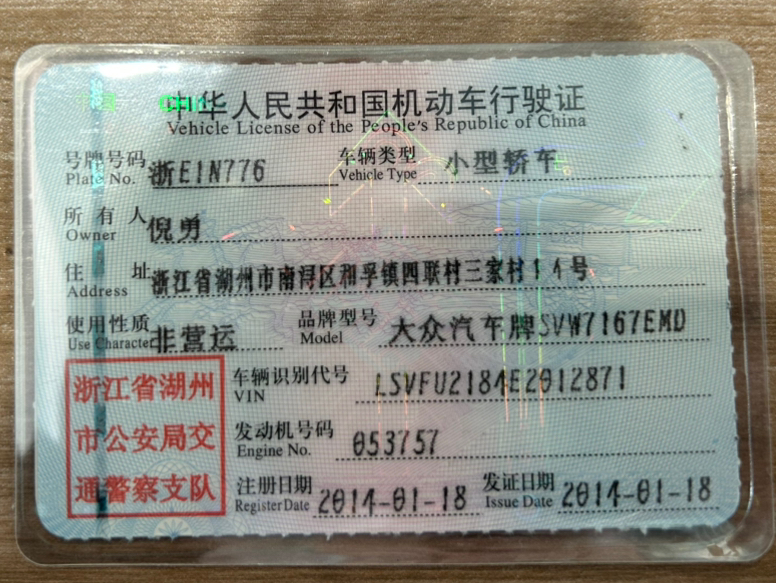 中华人民共和国机动车行驶证
Vehicle License of the People's Republic of China
号牌号码 浙E1N776 车辆类型 小型轿车
Plate No. Vehicle Type
所有人 倪勇
Owner
住址 浙江省湖州市南浔区和孚镇四联村三家村14号
Address
使用性质 非营运 品牌型号 大众汽车牌SVW7167EMD
Use Character Model
浙江省湖州
市公安局交
通警察支队
车辆识别代号 LSVFU2184E2012871
VIN
发动机号码 053757
Engine No.
注册日期 2014-01-18 发证日期 2014-01-18
Register Date Issue Date